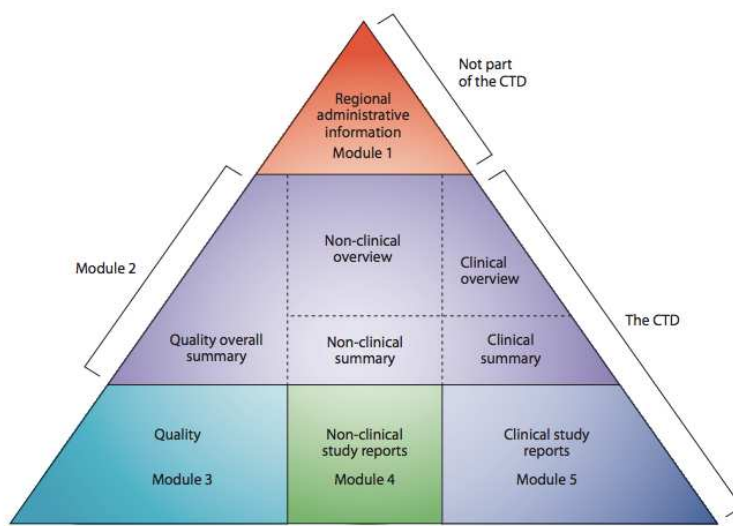 Not part
of the CTD
Regional
administrative
information
Module 1
Module 2
Non-clinical
overview
Clinical
overview
The CTD
Quality overall
summary
Non-clinical
summary
Clinical
summary
Quality
Module 3
Non-clinical
study reports
Module 4
Clinical study
reports
Module 5